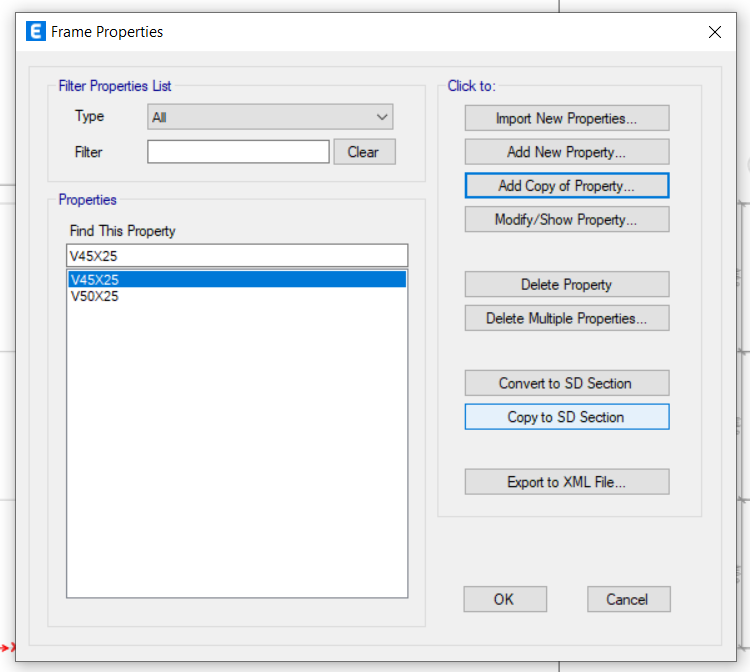 Frame Properties
Filter Properties List
Type
All
Filter
Clear
Properties
Find This Property
V45X25
V45X25
V50X25
Click to:
Import New Properties...
Add New Property...
Add Copy of Property...
Modify/Show Property...
Delete Property
Delete Multiple Properties...
Convert to SD Section
Copy to SD Section
Export to XML File...
OK
Cancel
X